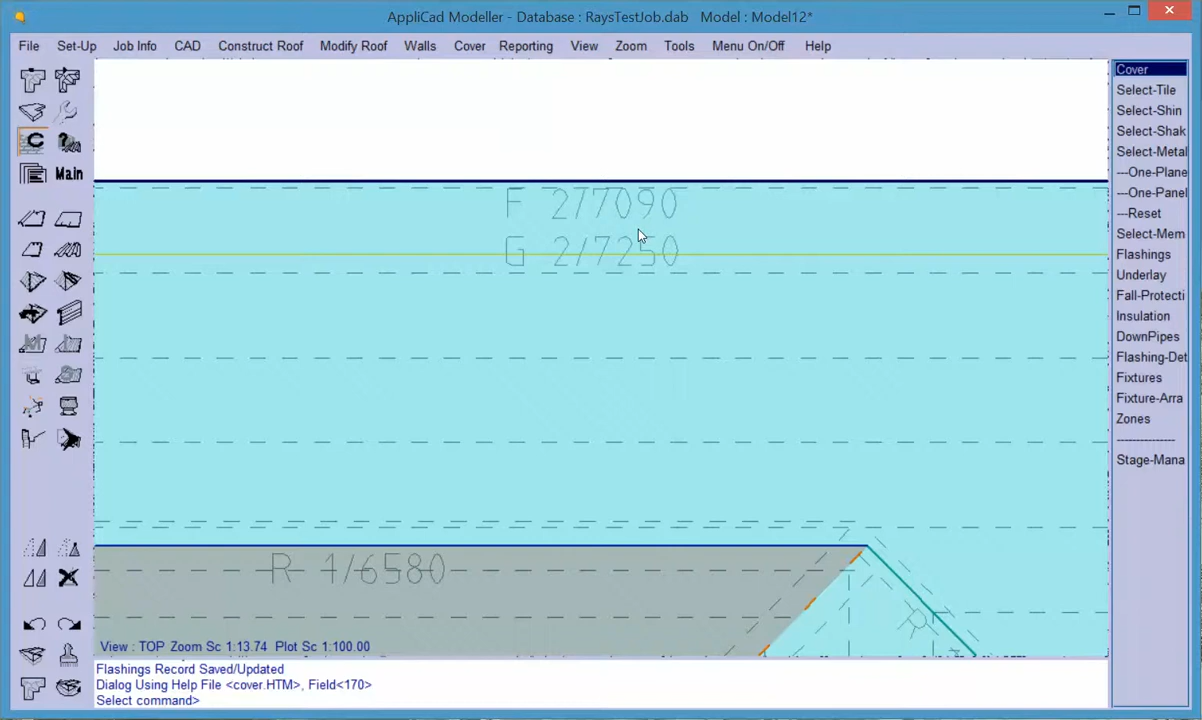 AppliCad Modeller - Database : RaysTestJob.dab Model : Model12*
File Set-Up Job Info CAD Construct Roof Modify Roof Walls Cover Reporting View Zoom Tools Menu On/Off Help
Main
F 2/7090
G 2/7250
R 1/6580
View : TOP Zoom Sc 1:13.74 Plot Sc 1:100.00
Flashings Record Saved/Updated
Dialog Using Help File <cover.HTM>, Field<170>
Select command>
Cover
Select-Tile
Select-Shin
Select-Shak
Select-Metal
---One-Plane
---One-Panel
---Reset
Select-Mem
Flashings
Underlay
Fall-Protecti
Insulation
DownPipes
Flashing-Det
Fixtures
Fixture-Arra
Zones
----------------
Stage-Mana